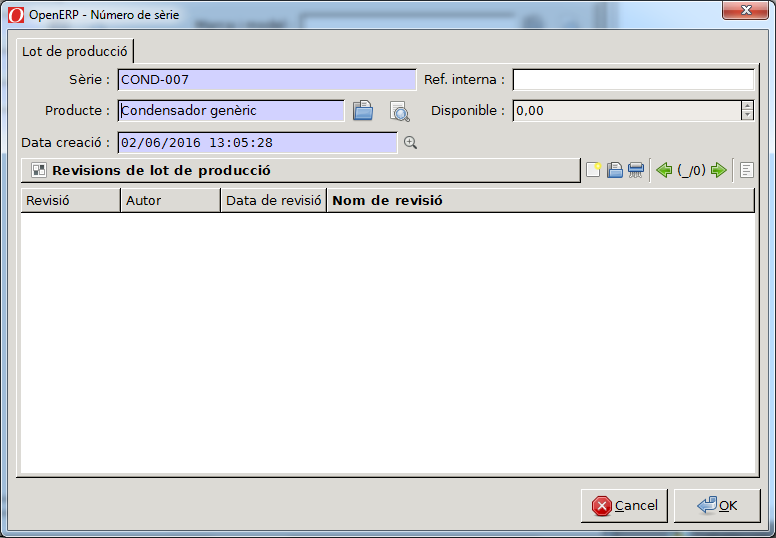 OpenERP - Número de sèrie
Lot de producció
Sèrie : COND-007 Ref. interna :
Producte : Condensador genèric Disponible : 0,00
Data creació : 02/06/2016 13:05:28
Revisions de lot de producció (_/0)
Revisió Autor Data de revisió Nom de revisió
Cancel OK